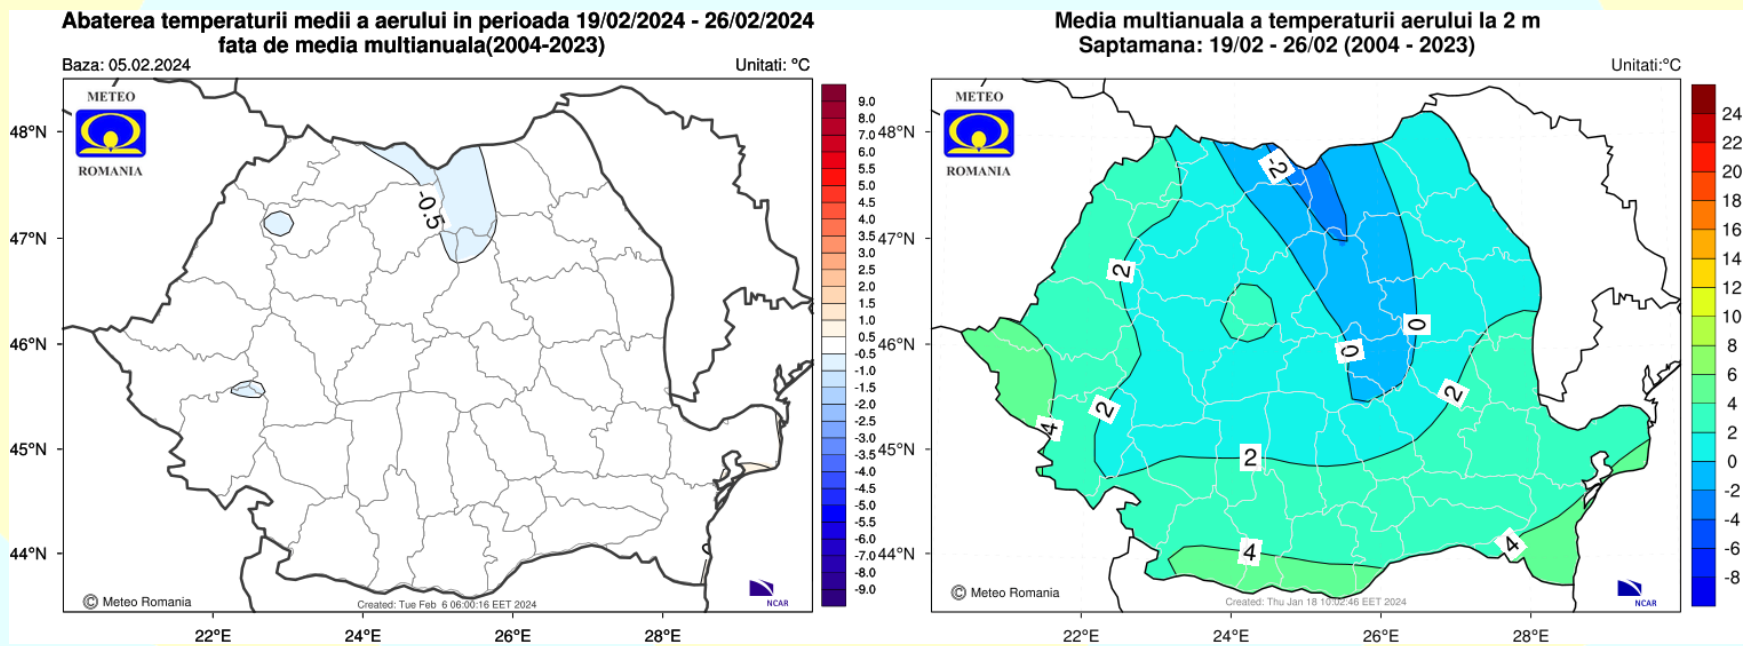 Abaterea temperaturii medii a aerului in perioada 19/02/2024 - 26/02/2024
fata de media multianuala(2004-2023)
Baza: 05.02.2024
Unitati: °C
METEO
ROMANIA
48°N
47°N
46°N
45°N
44°N
-0.5
9.0
8.0
7.0
6.0
5.5
5.0
4.5
4.0
3.5
3.0
2.5
2.0
1.5
1.0
0.5
-0.5
-1.0
-1.5
-2.0
-2.5
-3.0
-3.5
-4.0
-4.5
-5.0
-5.5
-6.0
-7.0
-8.0
-9.0
© Meteo Romania
Created: Tue Feb 6 06:00:16 EET 2024
NCAR
22°E
24°E
26°E
28°E
Media multianuala a temperaturii aerului la 2 m
Saptamana: 19/02 - 26/02 (2004 - 2023)
Unitati:°C
METEO
ROMANIA
48°N
47°N
46°N
45°N
44°N
-2
2
0
0
2
2
4
2
4
4
24
22
20
18
16
14
12
10
8
6
4
2
0
-2
-4
-6
-8
© Meteo Romania
Created: Thu Jan 18 10:02:46 EET 2024
NCAR
22°E
24°E
26°E
28°E